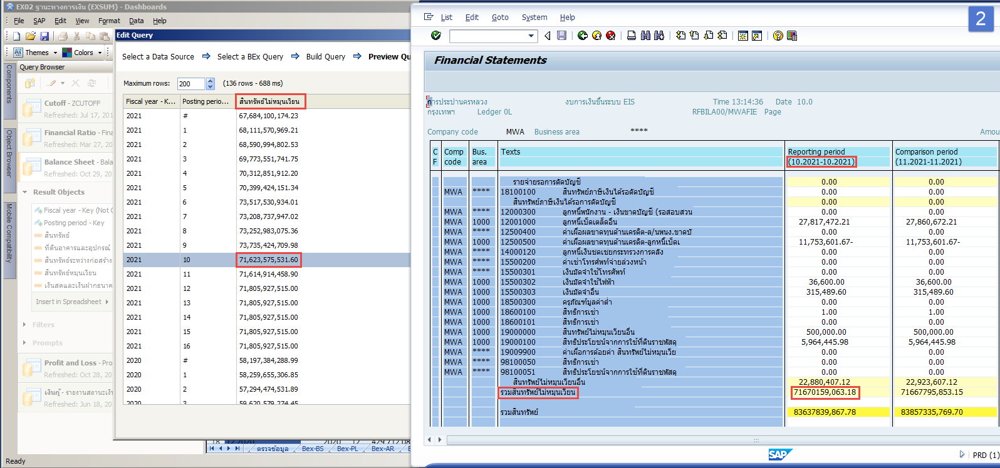 EX02 ฐานะทางการเงิน (EXSUM) - Dashboards
File SAP Edit View Format Data Help
Themes Colors
Query Browser
Components
Object Browser
Mobile Compatibility
Cutoff - ZCUTOFF
Refreshed: Jul 17, 201
Financial Ratio - Fina
Refreshed: Mar 27, 20
Balance Sheet - Bala
Refreshed: Oct 29, 20
Result Objects
Fiscal year - Key (Not C
Posting period - Key
สินทรัพย์
ที่ดินอาคารและอุปกรณ์
สินทรัพย์ระหว่างก่อสร้าง
สินทรัพย์หมุนเวียน
เงินสดและเงินฝากธนาค
Insert in Spreadsheet
Filters
Prompts
Profit and Loss - Pro
Refreshed: Oct 28, 20
เงินกู้ - รายงานสถานะเงิ
Refreshed: Jun 18, 20
Ready
Edit Query
Select a Data Source Select a BEx Query Build Query Preview Qu
Maximum rows: 200 (136 rows - 688 ms)
Fiscal year - K... Posting perio... สินทรัพย์ไม่หมุนเวียน
2021 # 67,684,100,174.23
2021 1 68,111,570,969.21
2021 2 68,590,994,802.53
2021 3 69,773,551,741.75
2021 4 70,312,851,912.20
2021 5 70,399,424,151.34
2021 6 73,517,530,934.01
2021 7 73,208,737,947.02
2021 8 73,252,983,075.36
2021 9 73,735,424,709.98
2021 10 71,623,575,531.60
2021 11 71,614,914,458.90
2021 12 71,805,927,515.00
2021 13 71,805,927,515.00
2021 14 71,805,927,515.00
2021 15 71,805,927,515.00
2021 16 71,805,927,515.00
2020 # 58,197,384,288.99
2020 1 58,259,655,306.85
2020 2 57,294,474,531.89
2020 3 59,620,579,274.45
18 12.2020 2020 12 429,712.08
ตรวจข้อมูล Bex-BS Bex-PL Bex-AR
List Edit Goto System Help
2
Financial Statements
การประปานครหลวง งบการเงินขึ้นระบบ EIS Time 13:14:36 Date 10.0
กรุงเทพฯ Ledger 0L RFBILA00/MWAFIE Page
Company code MWA Business area **** Amou
C Comp Bus. Texts Reporting period Comparison period
F code area (10.2021-10.2021) (11.2021-11.2021)
รายจ่ายรอการตัดบัญชี 0.00 0.00
MWA **** 18100100 สินทรัพย์ภาษีเงินได้รอตัดบัญชี 0.00 0.00
สินทรัพย์ภาษีเงินได้รอการตัดบัญชี 0.00 0.00
MWA **** 12000300 ลูกหนี้พนักงาน - เงินขาดบัญชี (รอสอบสวน 0.00 0.00
MWA 1000 12001000 ลูกหนี้เบ็ดเตล็ดอื่น 27,817,472.21 27,860,672.21
MWA **** 12500400 ค่าเผื่อผลขาดทุนด้านเครดิต-ล/นพนง.ขาดบั 0.00 0.00
MWA 1000 12500500 ค่าเผื่อผลขาดทุนด้านเครดิต-ลูกหนี้เบ็ดเ 11,753,601.67- 11,753,601.67-
MWA **** 14000120 ลูกหนี้เงินชดเชยกระทรวงการคลัง 0.00 0.00
MWA **** 15500200 ค่าเช่าโทรศัพท์จ่ายล่วงหน้า 0.00 0.00
MWA **** 15500301 เงินมัดจำใช้โทรศัพท์ 0.00 0.00
MWA 1000 15500302 เงินมัดจำใช้ไฟฟ้า 36,600.00 36,600.00
MWA 1000 15500303 เงินมัดจำอื่น 315,489.60 315,489.60
MWA 1000 18500300 ครุภัณฑ์มูลค่าต่ำ 0.00 0.00
MWA 1000 18600100 สิทธิการเช่า 1.00 1.00
MWA 1000 18600101 สิทธิการเช่า 0.00 0.00
MWA 1000 19000000 สินทรัพย์ไม่หมุนเวียนอื่น 500,000.00 500,000.00
MWA 1000 19000100 สิทธิประโยชน์จากการใช้ที่ดินราชพัสดุ 5,964,445.98 5,964,445.98
MWA **** 19009900 ค่าเผื่อการด้อยค่า สินทรัพย์ไม่หมุนเวีย 0.00 0.00
MWA **** 98100050 สิทธิการเช่า 0.00 0.00
MWA **** 98100051 สิทธิประโยชน์จากการใช้ที่ดินราชพัสดุ 0.00 0.00
สินทรัพย์ไม่หมุนเวียนอื่น 22,880,407.12 22,923,607.12
รวมสินทรัพย์ไม่หมุนเวียน 71670159,063.18 71667795,853.15
รวมสินทรัพย์ 83637839,867.78 83857335,769.70
SAP PRD (1)